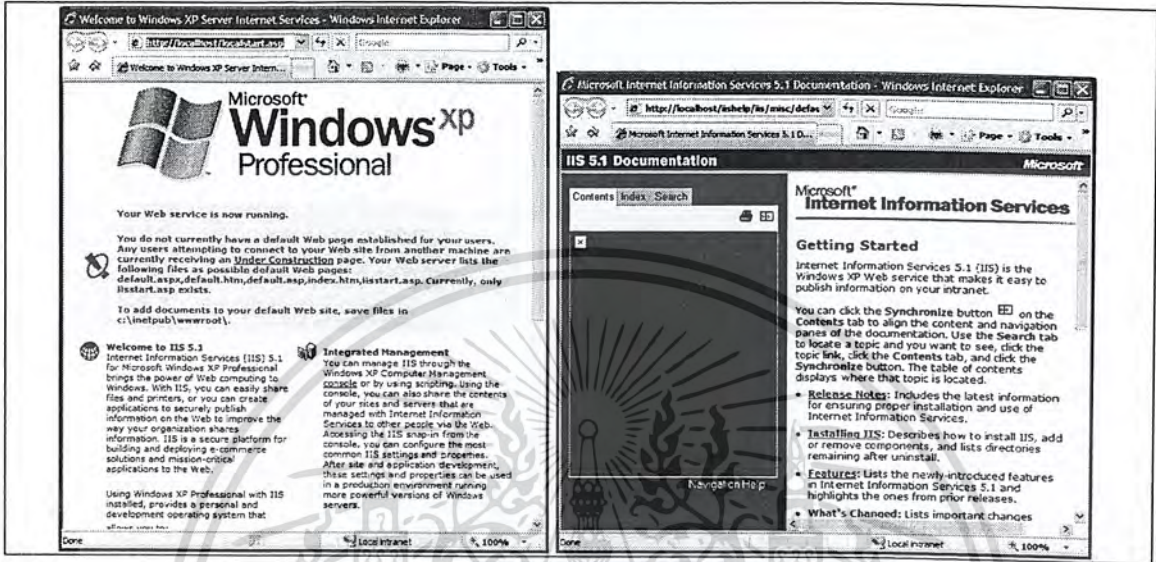 Welcome to Windows XP Server Internet Services - Windows Internet Explorer
http://localhost/localstart.asp
Google
Welcome to Windows XP Server Intern...
Page
Tools
Microsoft
Windows xp
Professional
Your Web service is now running.
You do not currently have a default Web page established for your users.
Any users attempting to connect to your Web site from another machine are
currently receiving an Under Construction page. Your Web server lists the
following files as possible default Web pages:
default.aspx,default.htm,default.asp,index.htm,iisstart.asp. Currently, only
iisstart.asp exists.
To add documents to your default Web site, save files in
c:\inetpub\wwwroot\.
Welcome to IIS 5.1
Internet Information Services (IIS) 5.1
for Microsoft Windows XP Professional
brings the power of Web computing to
Windows. With IIS, you can easily share
files and printers, or you can create
applications to securely publish
information on the Web to improve the
way your organization shares
information. IIS is a secure platform for
building and deploying e-commerce
solutions and mission-critical
applications to the Web.
Using Windows XP Professional with IIS
installed, provides a personal and
development operating system that
allows you to:
Integrated Management
You can manage IIS through the
Windows XP Computer Management
console or by using scripting. Using the
console, you can also share the contents
of your sites and servers that are
managed with Internet Information
Services to other people via the Web.
Accessing the IIS snap-in from the
console, you can configure the most
common IIS settings and properties.
After site and application development,
these settings and properties can be used
in a production environment running
more powerful versions of Windows
servers.
Done
Local intranet
100%
Microsoft Internet Information Services 5.1 Documentation - Windows Internet Explorer
http://localhost/iishelp/iis/misc/defau
Google
Microsoft Internet Information Services 5.1 D...
Page
Tools
IIS 5.1 Documentation
Microsoft
Contents Index Search
Navigation Help
Microsoft
Internet Information Services
Getting Started
Internet Information Services 5.1 (IIS) is the
Windows XP Web service that makes it easy to
publish information on your intranet.
You can click the Synchronize button on the
Contents tab to align the content and navigation
panes of the documentation. Use the Search tab
to locate a topic and you want to see, click the
topic link, click the Contents tab, and click the
Synchronize button. The table of contents
displays where that topic is located.
• Release Notes: Includes the latest information
for ensuring proper installation and use of
Internet Information Services.
• Installing IIS: Describes how to install IIS, add
or remove components, and lists directories
remaining after uninstall.
• Features: Lists the newly-introduced features
in Internet Information Services 5.1 and
highlights the ones from prior releases.
• What's Changed: Lists important changes
Done
Local intranet
100%